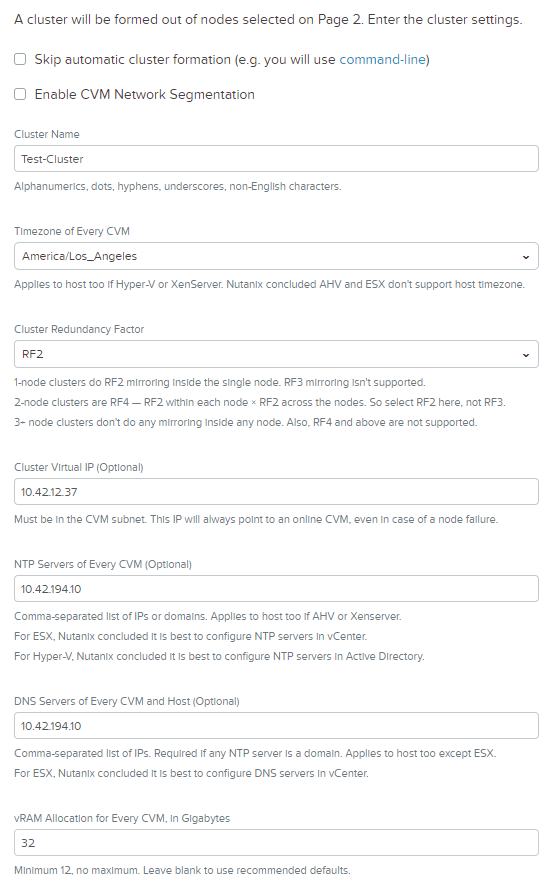 A cluster will be formed out of nodes selected on Page 2. Enter the cluster settings.
Skip automatic cluster formation (e.g. you will use command-line)
Enable CVM Network Segmentation
Cluster Name
Test-Cluster
Alphanumerics, dots, hyphens, underscores, non-English characters.
Timezone of Every CVM
America/Los_Angeles
Applies to host too if Hyper-V or XenServer. Nutanix concluded AHV and ESX don't support host timezone.
Cluster Redundancy Factor
RF2
1-node clusters do RF2 mirroring inside the single node. RF3 mirroring isn't supported.
2-node clusters are RF4 — RF2 within each node × RF2 across the nodes. So select RF2 here, not RF3.
3+ node clusters don't do any mirroring inside any node. Also, RF4 and above are not supported.
Cluster Virtual IP (Optional)
10.42.12.37
Must be in the CVM subnet. This IP will always point to an online CVM, even in case of a node failure.
NTP Servers of Every CVM (Optional)
10.42.194.10
Comma-separated list of IPs or domains. Applies to host too if AHV or Xenserver.
For ESX, Nutanix concluded it is best to configure NTP servers in vCenter.
For Hyper-V, Nutanix concluded it is best to configure NTP servers in Active Directory.
DNS Servers of Every CVM and Host (Optional)
10.42.194.10
Comma-separated list of IPs. Required if any NTP server is a domain. Applies to host too except ESX.
For ESX, Nutanix concluded it is best to configure DNS servers in vCenter.
vRAM Allocation for Every CVM, in Gigabytes
32
Minimum 12, no maximum. Leave blank to use recommended defaults.